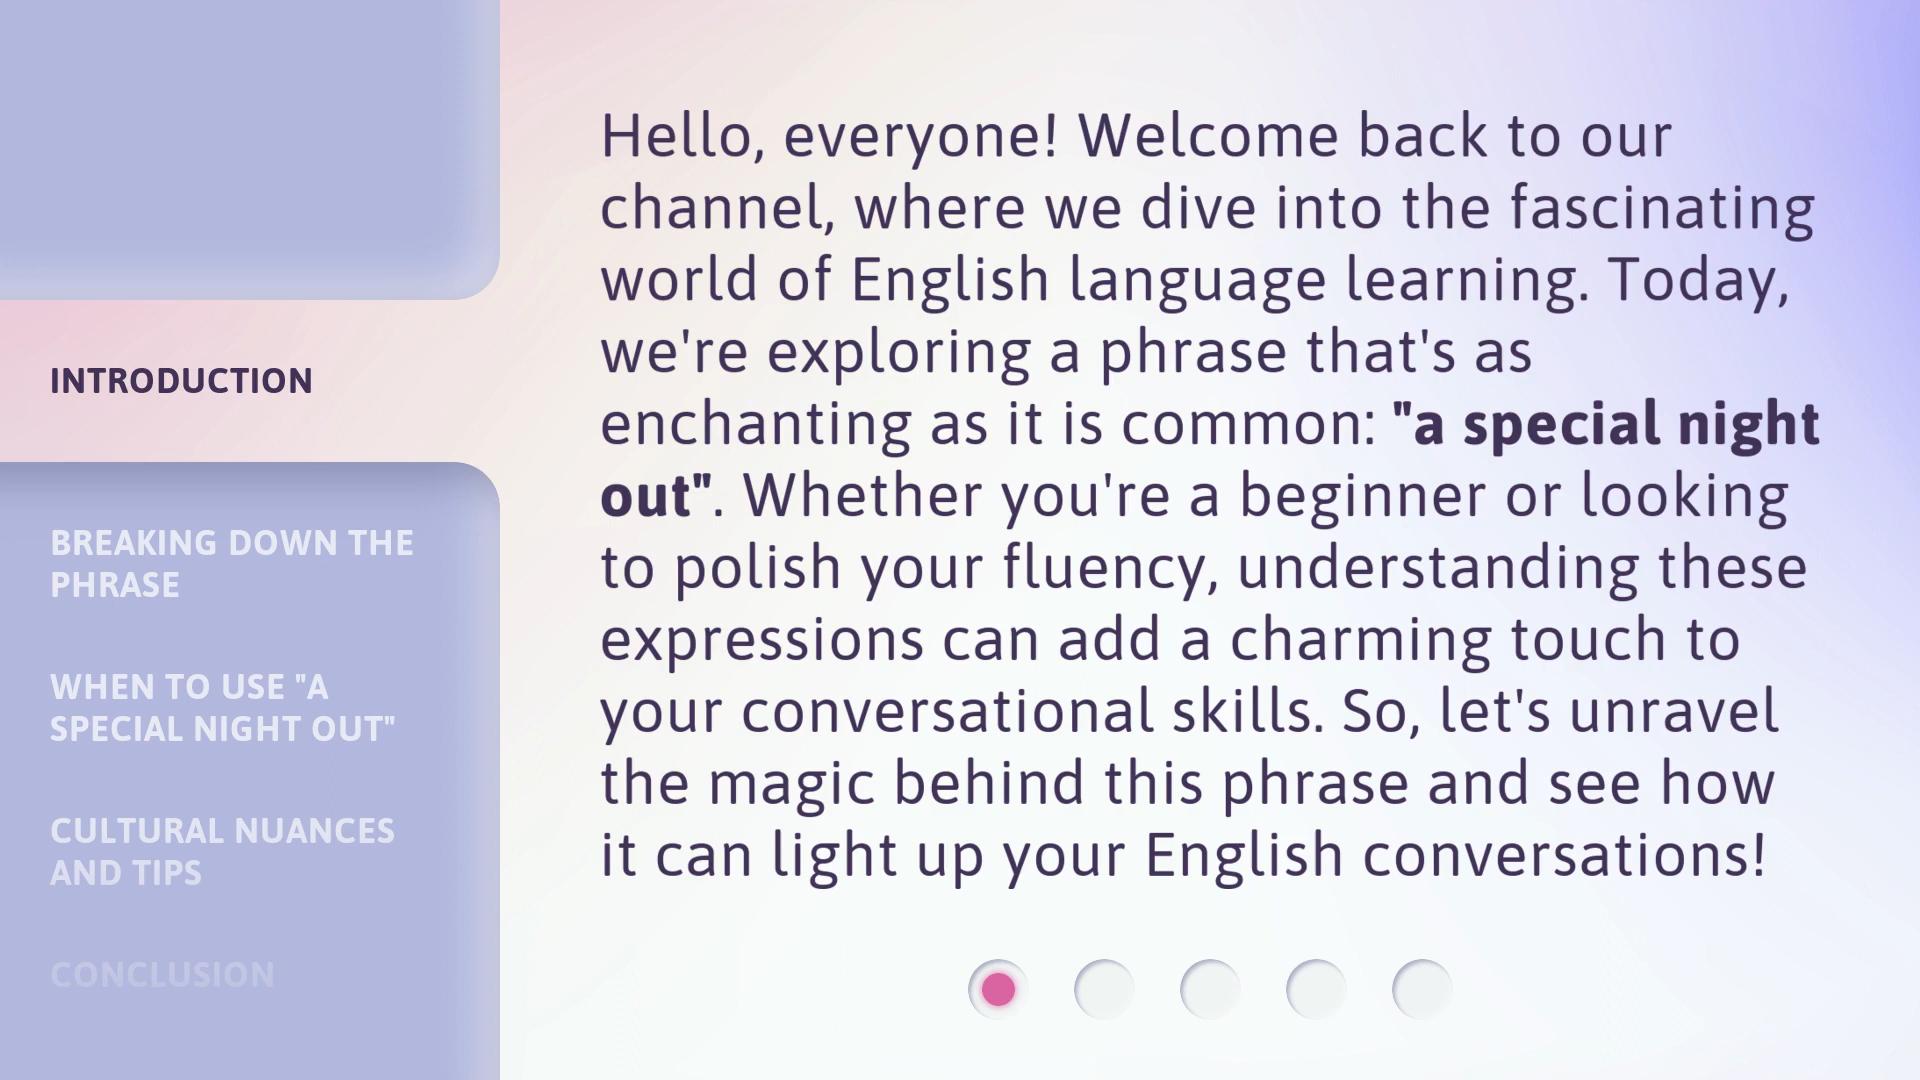 INTRODUCTION
BREAKING DOWN THE
PHRASE
WHEN TO USE "A
SPECIAL NIGHT OUT"
CULTURAL NUANCES
AND TIPS
CONCLUSION
Hello, everyone! Welcome back to our
channel, where we dive into the fascinating
world of English language learning. Today,
we're exploring a phrase that's as
enchanting as it is common: "a special night
out". Whether you're a beginner or looking
to polish your fluency, understanding these
expressions can add a charming touch to
your conversational skills. So, let's unravel
the magic behind this phrase and see how
it can light up your English conversations!